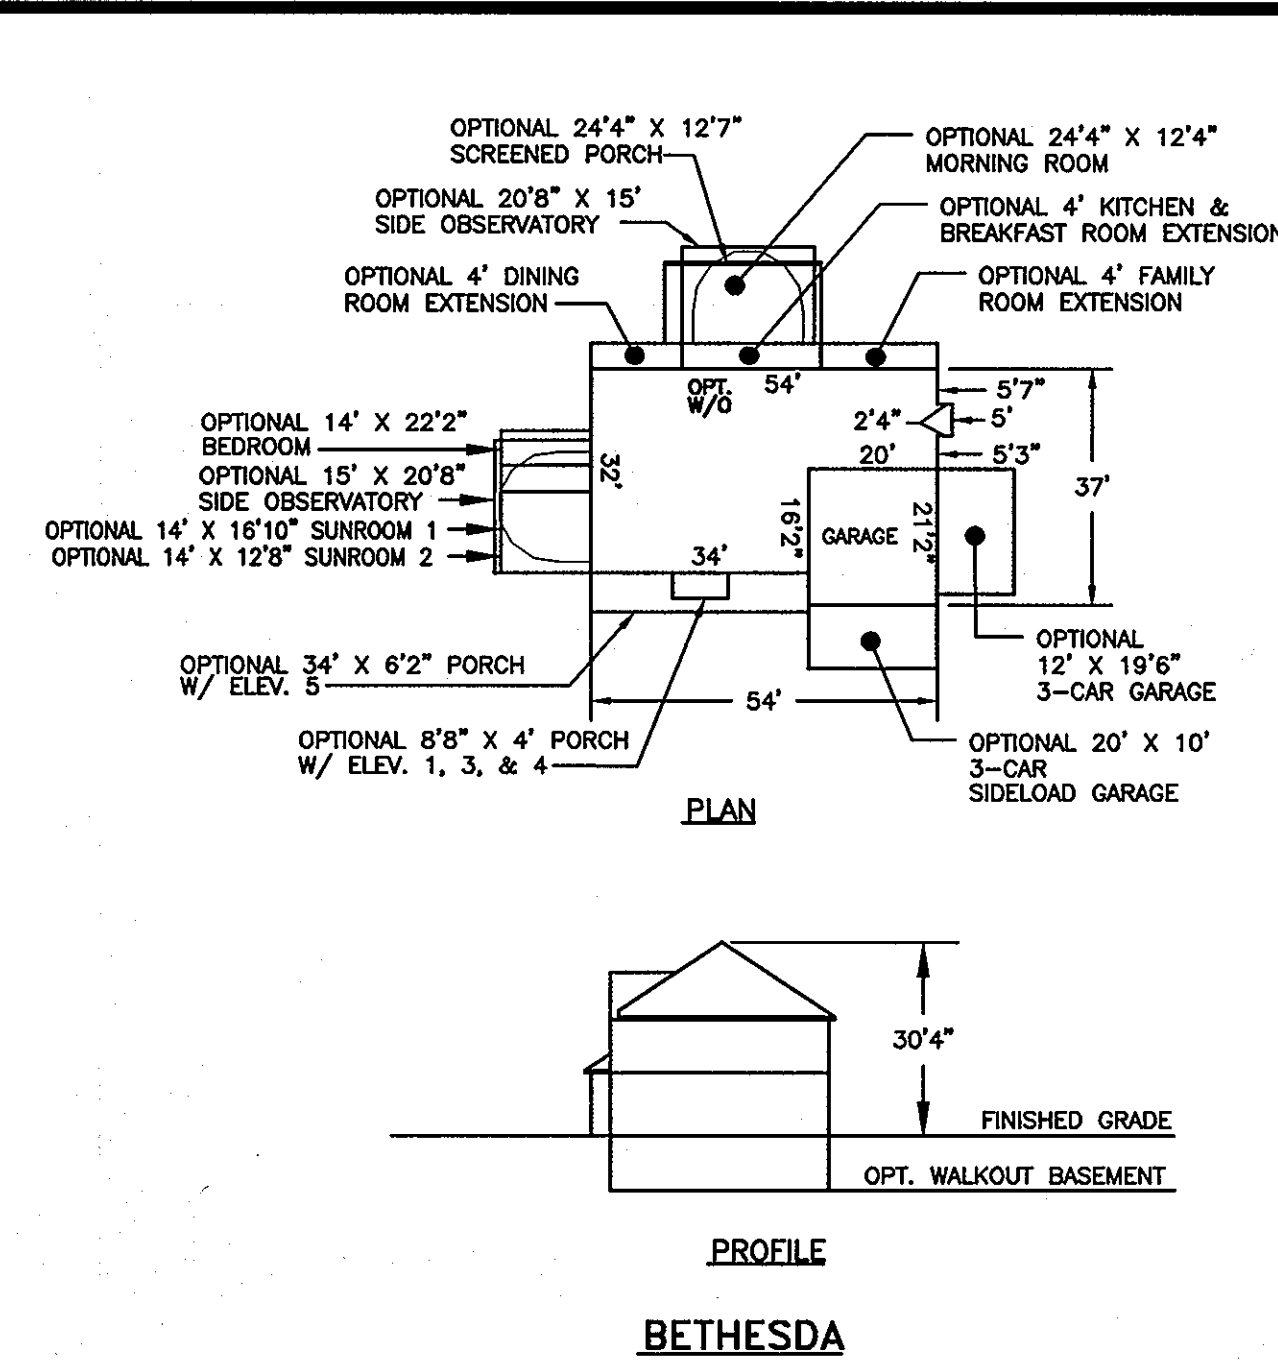 OPTIONAL 24'4" X 12'7"
SCREENED PORCH
OPTIONAL 24'4" X 12'4"
MORNING ROOM
OPTIONAL 20'8" X 15'
SIDE OBSERVATORY
OPTIONAL 4' KITCHEN &
BREAKFAST ROOM EXTENSION
OPTIONAL 4' DINING
ROOM EXTENSION
OPTIONAL 4' FAMILY
ROOM EXTENSION
OPT.
W/O
54'
5'7"
2'4"
5'
5'3"
20'
37'
OPTIONAL 14' X 22'2"
BEDROOM
OPTIONAL 15' X 20'8"
SIDE OBSERVATORY
OPTIONAL 14' X 16'10" SUNROOM 1
OPTIONAL 14' X 12'8" SUNROOM 2
32'
16'2"
GARAGE
21'2"
34'
OPTIONAL 34' X 6'2" PORCH
W/ ELEV. 5
OPTIONAL
12' X 19'6"
3-CAR GARAGE
54'
OPTIONAL 8'8" X 4' PORCH
W/ ELEV. 1, 3, & 4
OPTIONAL 20' X 10'
3-CAR
SIDELOAD GARAGE
PLAN
30'4"
FINISHED GRADE
OPT. WALKOUT BASEMENT
PROFILE
BETHESDA